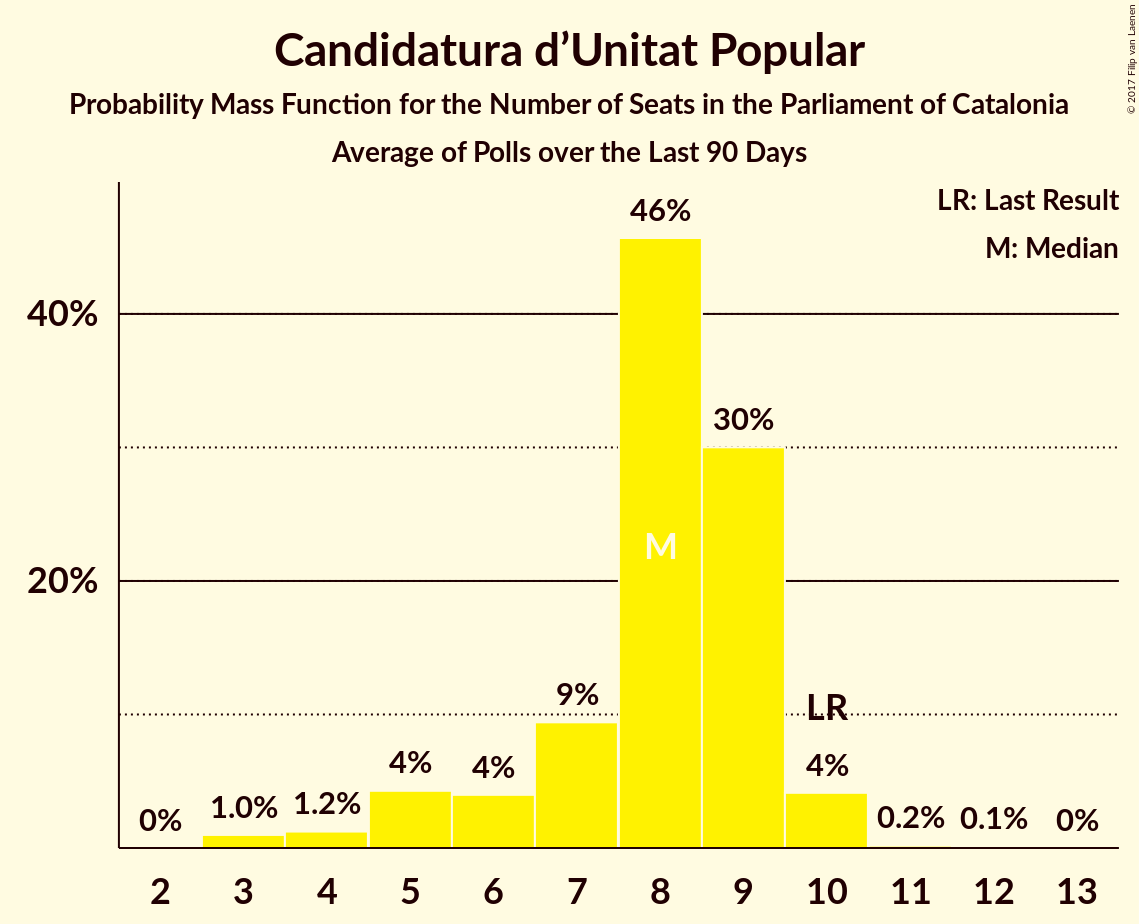 Candidatura d’Unitat Popular
Probability Mass Function for the Number of Seats in the Parliament of Catalonia
Average of Polls over the Last 90 Days
© 2017 Filip van Laenen
LR: Last Result
M: Median
46%
40%
30%
M
20%
9%
LR
4%
4%
4%
1.0%
1.2%
0%
0.2%
0.1%
0%
2 3 4 5 6 7 8 9 10 11 12 13